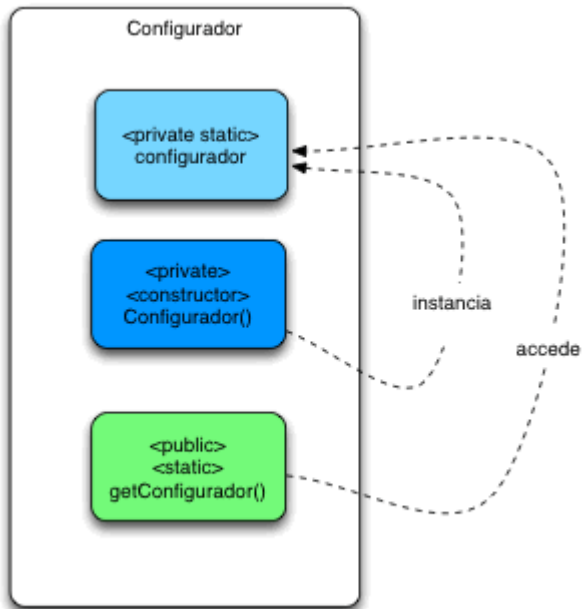 Configurador
<private static>
configurador
<private>
<constructor>
Configurador()
instancia
accede
<public>
<static>
getConfigurador()